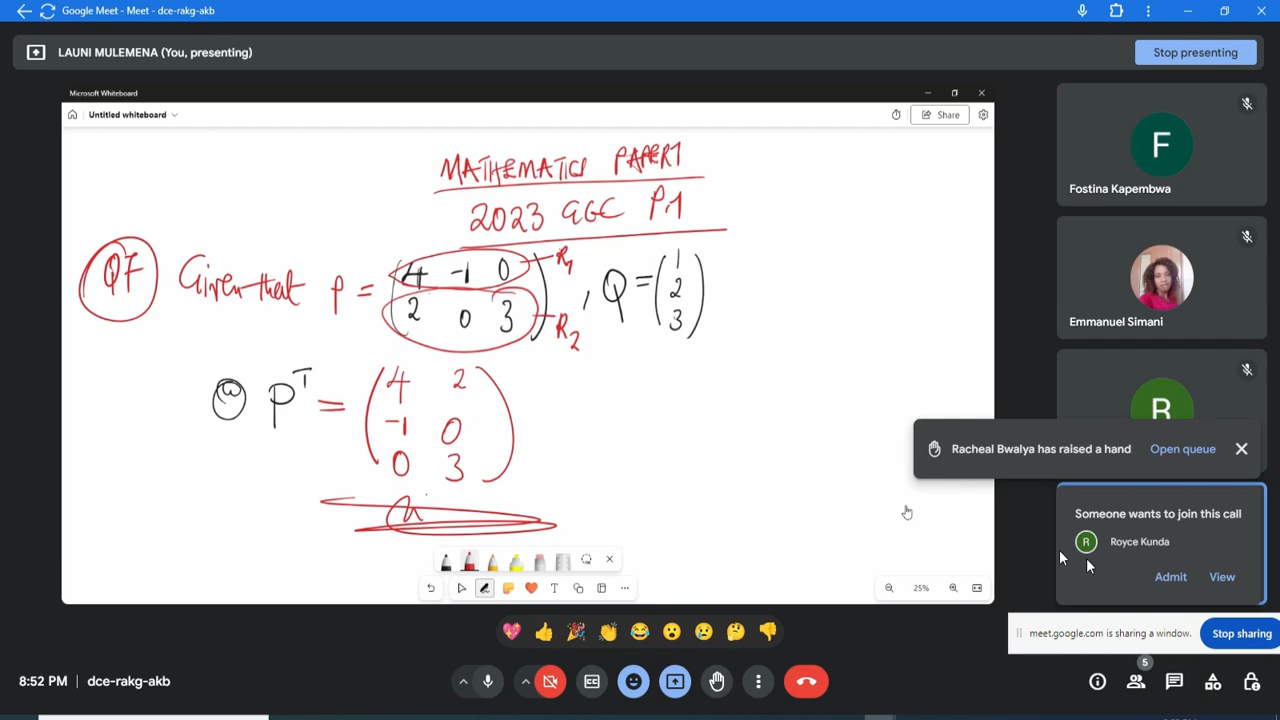 Google Meet - Meet - dce-rakg-akb
LAUNI MULEMENA (You, presenting)
Stop presenting
Microsoft Whiteboard
Untitled whiteboard
Share
MATHEMATICS PAPER1
2023 GCE P1
Q7 Given that P = (4 -1 0) R1
(2 0 3) R2
, Q = (1
2
3)
(a) P^T = (4 2
-1 0
0 3)
25%
Fostina Kapembwa
Emmanuel Simani
R
F
Racheal Bwalya has raised a hand
Open queue
Someone wants to join this call
R Royce Kunda
Admit View
meet.google.com is sharing a window.
Stop sharing
8:52 PM | dce-rakg-akb
5